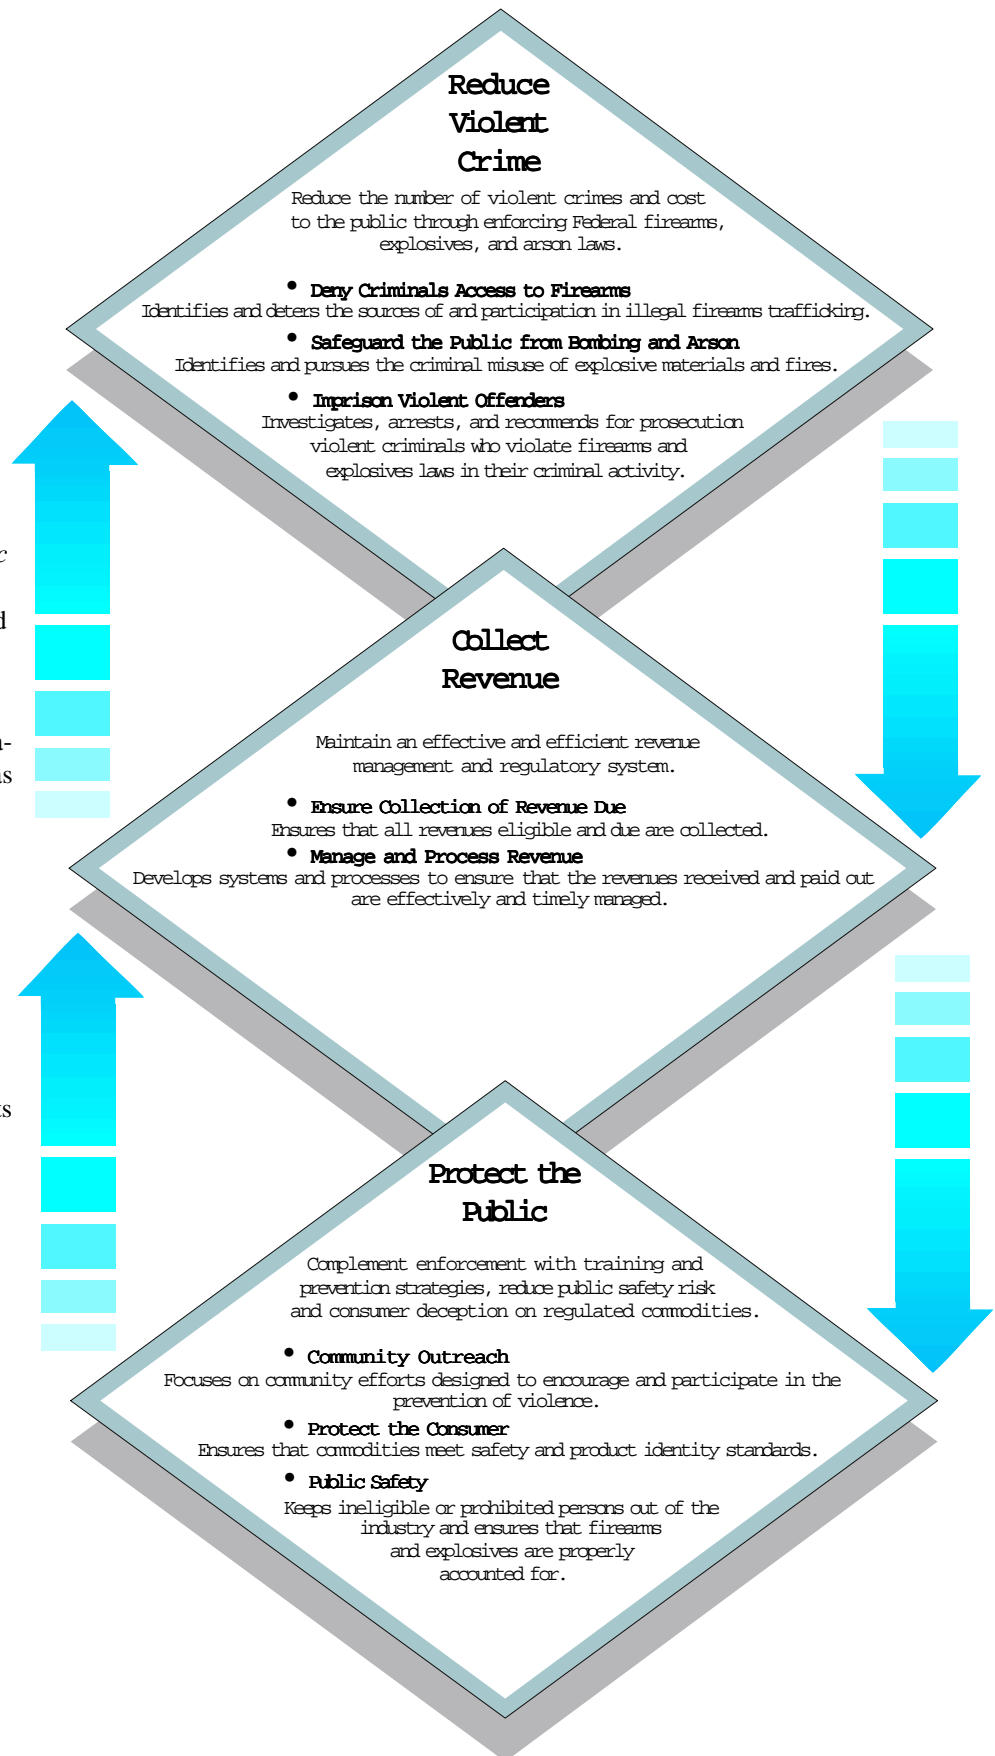 Reduce
Violent
Crime
Reduce the number of violent crimes and cost
to the public through enforcing Federal firearms,
explosives, and arson laws.
• Deny Criminals Access to Firearms
Identifies and deters the sources of and participation in illegal firearms trafficking.
• Safeguard the Public from Bombing and Arson
Identifies and pursues the criminal misuse of explosive materials and fires.
• Imprison Violent Offenders
Investigates, arrests, and recommends for prosecution
violent criminals who violate firearms and
explosives laws in their criminal activity.
c
d
a-
as
Collect
Revenue
Maintain an effective and efficient revenue
management and regulatory system.
• Ensure Collection of Revenue Due
Ensures that all revenues eligible and due are collected.
• Manage and Process Revenue
Develops systems and processes to ensure that the revenues received and paid out
are effectively and timely managed.
ts
Protect the
Public
Complement enforcement with training and
prevention strategies, reduce public safety risk
and consumer deception on regulated commodities.
• Community Outreach
Focuses on community efforts designed to encourage and participate in the
prevention of violence.
• Protect the Consumer
Ensures that commodities meet safety and product identity standards.
• Public Safety
Keeps ineligible or prohibited persons out of the
industry and ensures that firearms
and explosives are properly
accounted for.